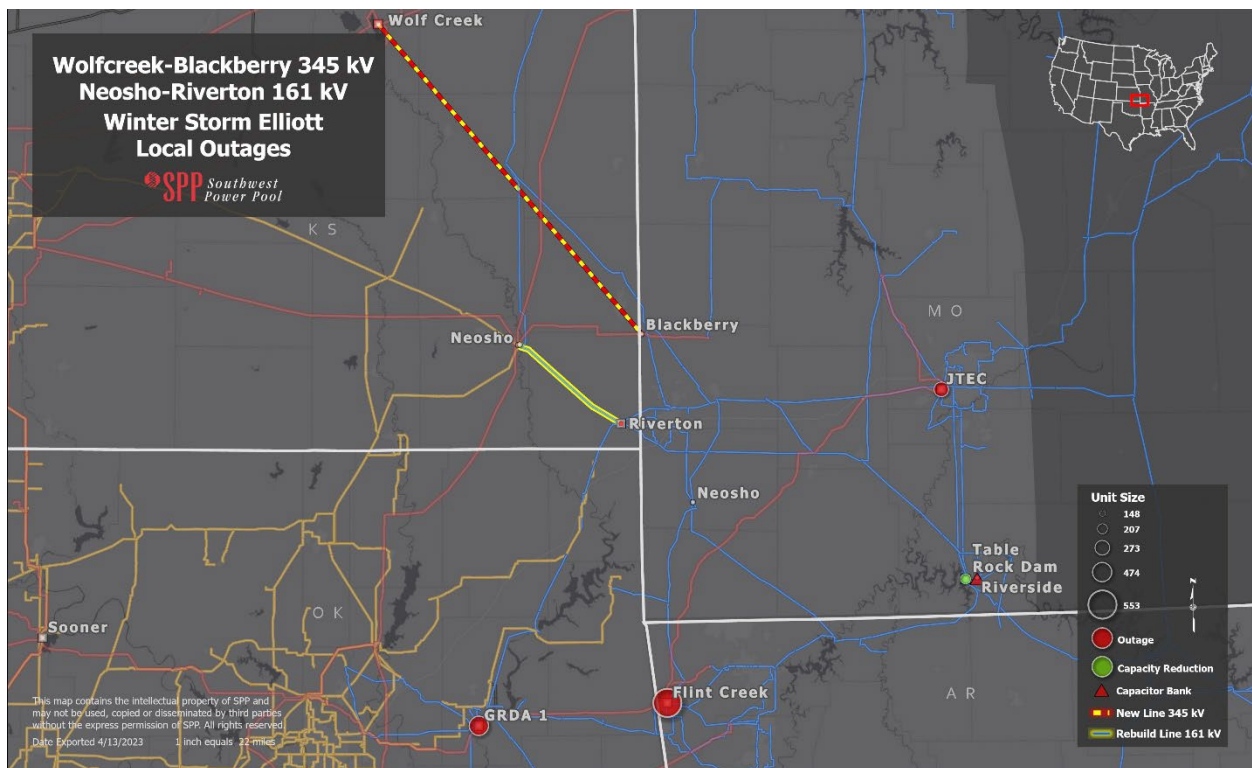 Wolfcreek-Blackberry 345 kV
Neosho-Riverton 161 kV
Winter Storm Elliott
Local Outages
SPP Southwest
Power Pool
Wolf Creek
KS
Neosho
Blackberry
Riverton
MO
JTEC
Neosho
Table
Rock Dam
Riverside
OK
Sooner
GRDA 1
Flint Creek
AR
Unit Size
148
207
273
474
553
N
Outage
Capacity Reduction
Capacitor Bank
New Line 345 kV
Rebuild Line 161 kV
This map contains the intellectual property of SPP and
may not be used, copied or disseminated by third parties
without the express permission of SPP. All rights reserved.
Date Exported 4/13/2023 1 inch equals 22 miles